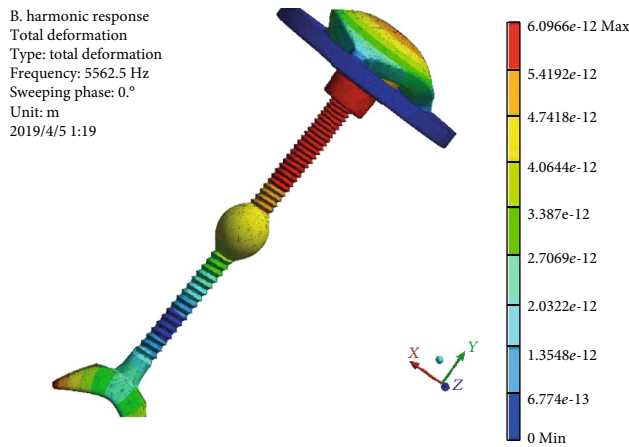 B. harmonic response
Total deformation
Type: total deformation
Frequency: 5562.5 Hz
Sweeping phase: 0.°
Unit: m
2019/4/5 1:19
6.0966e-12 Max
5.4192e-12
4.7418e-12
4.0644e-12
3.387e-12
2.7069e-12
2.0322e-12
1.3548e-12
6.774e-13
0 Min
X
Y
Z